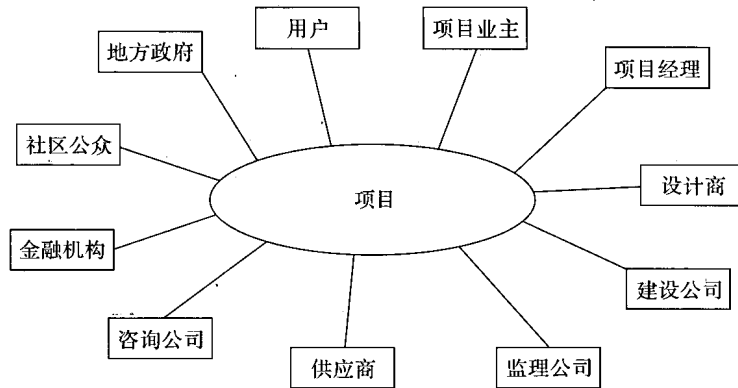 用户
项目业主
地方政府
项目经理
社区公众
设计商
项目
金融机构
建设公司
咨询公司
供应商
监理公司